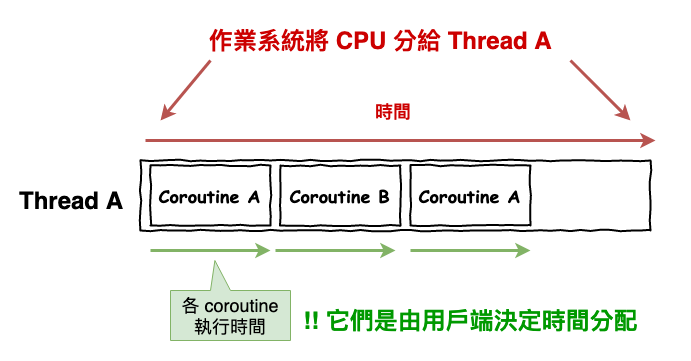 作業系統將 CPU 分給 Thread A
時間
Thread A
Coroutine A
Coroutine B
Coroutine A
各 coroutine
執行時間
!! 它們是由用戶端決定時間分配